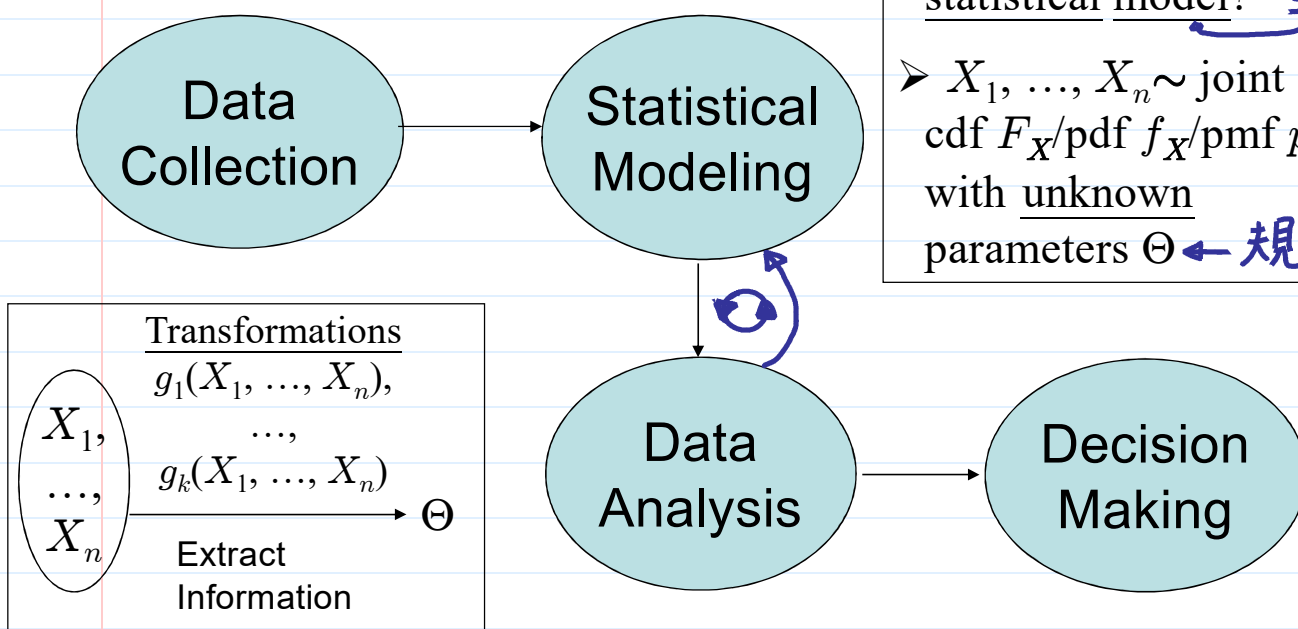 Data
Collection
Statistical
Modeling
statistical model?
➢ X₁, …, Xₙ~ joint
cdf F_X/pdf f_X/pmf p
with unknown
parameters Θ ← 規
Transformations
g₁(X₁, …, Xₙ),
…,
gₖ(X₁, …, Xₙ)
X₁,
…,
Xₙ
Θ
Extract
Information
Data
Analysis
Decision
Making